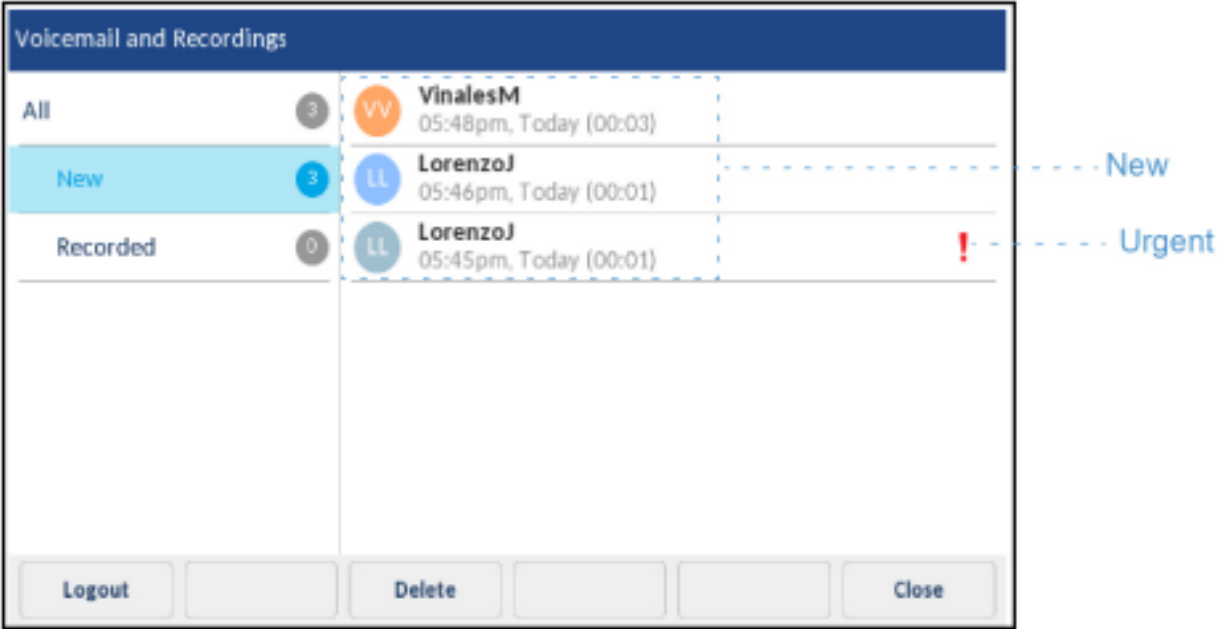 Voicemail and Recordings
All 3
New 3
Recorded 0
VV VinalesM
05:48pm, Today (00:03)
LL LorenzoJ
05:46pm, Today (00:01)
LL LorenzoJ
05:45pm, Today (00:01) !
New
Urgent
Logout Delete Close